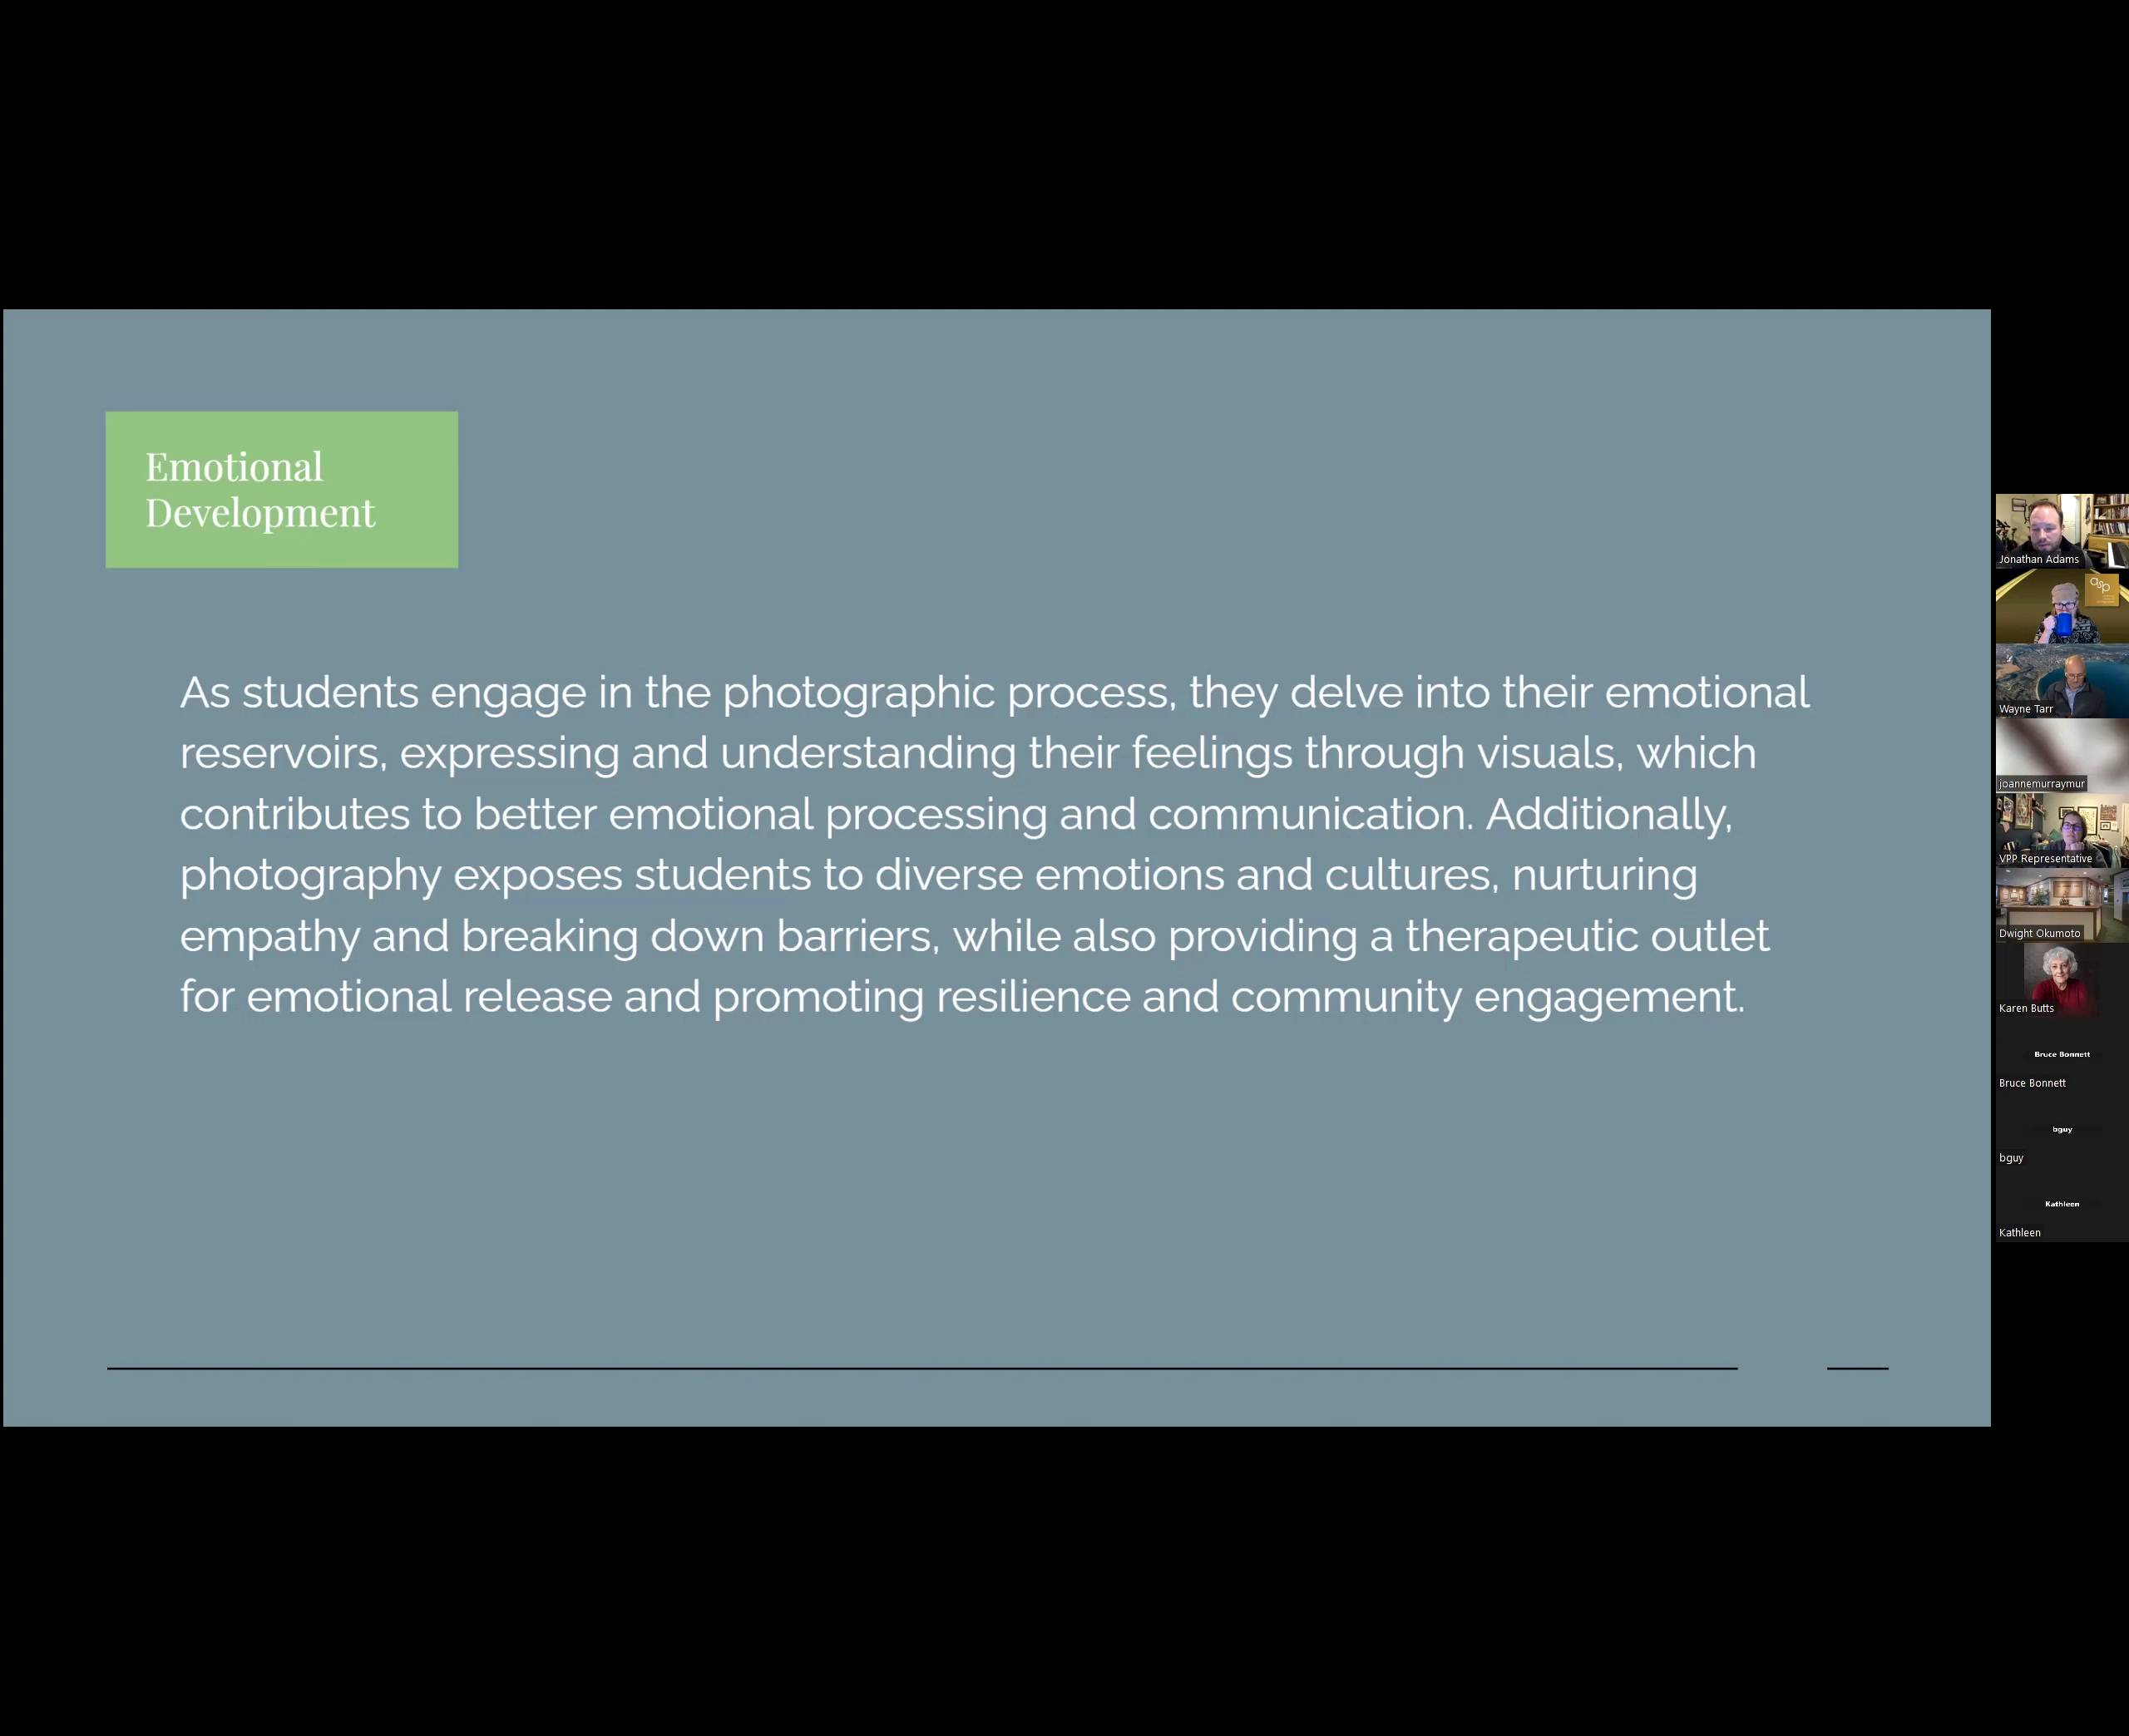 Emotional
Development
As students engage in the photographic process, they delve into their emotional
reservoirs, expressing and understanding their feelings through visuals, which
contributes to better emotional processing and communication. Additionally,
photography exposes students to diverse emotions and cultures, nurturing
empathy and breaking down barriers, while also providing a therapeutic outlet
for emotional release and promoting resilience and community engagement.
Jonathan Adams
asp
Wayne Tarr
joannemurraymur
VPP Representative
Dwight Okumoto
Karen Butts
Bruce Bonnett
Bruce Bonnett
bguy
bguy
Kathleen
Kathleen